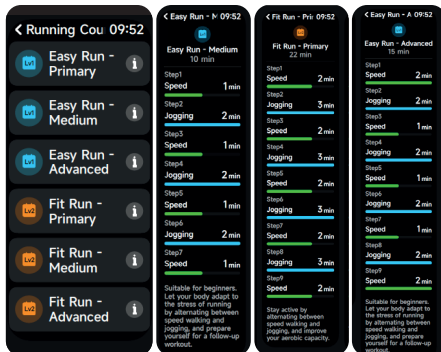 Running Cou 09:52
Lv1
Easy Run -
Primary
Lv1
Easy Run -
Medium
Lv1
Easy Run -
Advanced
Lv2
Fit Run -
Primary
Lv2
Fit Run -
Medium
Lv2
Fit Run -
Advanced
Easy Run - M 09:52
Lv1
Easy Run - Medium
10 min
Step1
Speed 1 min
Step2
Jogging 2 min
Step3
Speed 1 min
Step4
Jogging 2 min
Step5
Speed 1 min
Step6
Jogging 2 min
Step7
Speed 1 min
Suitable for beginners.
Let your body adapt to
the stress of running
by alternating between
speed walking and
jogging, and prepare
yourself for a follow-up
workout.
Fit Run - Pri 09:52
Lv2
Fit Run - Primary
22 min
Step1
Speed 2 min
Step2
Jogging 3 min
Step3
Speed 2 min
Step4
Jogging 3 min
Step5
Speed 2 min
Step6
Jogging 3 min
Step7
Speed 2 min
Step8
Jogging 3 min
Step9
Speed 2 min
Stay active by
alternating between
speed walking and
jogging, and improve
your aerobic capacity.
Easy Run - A 09:52
Lv1
Easy Run - Advanced
15 min
Step1
Speed 2 min
Step2
Jogging 2 min
Step3
Speed 1 min
Step4
Jogging 2 min
Step5
Speed 1 min
Step6
Jogging 2 min
Step7
Speed 1 min
Step8
Jogging 2 min
Step9
Speed 2 min
Suitable for beginners.
Let your body adapt to
the stress of running
by alternating between
speed walking and
jogging, and prepare
yourself for a follow-up
workout.